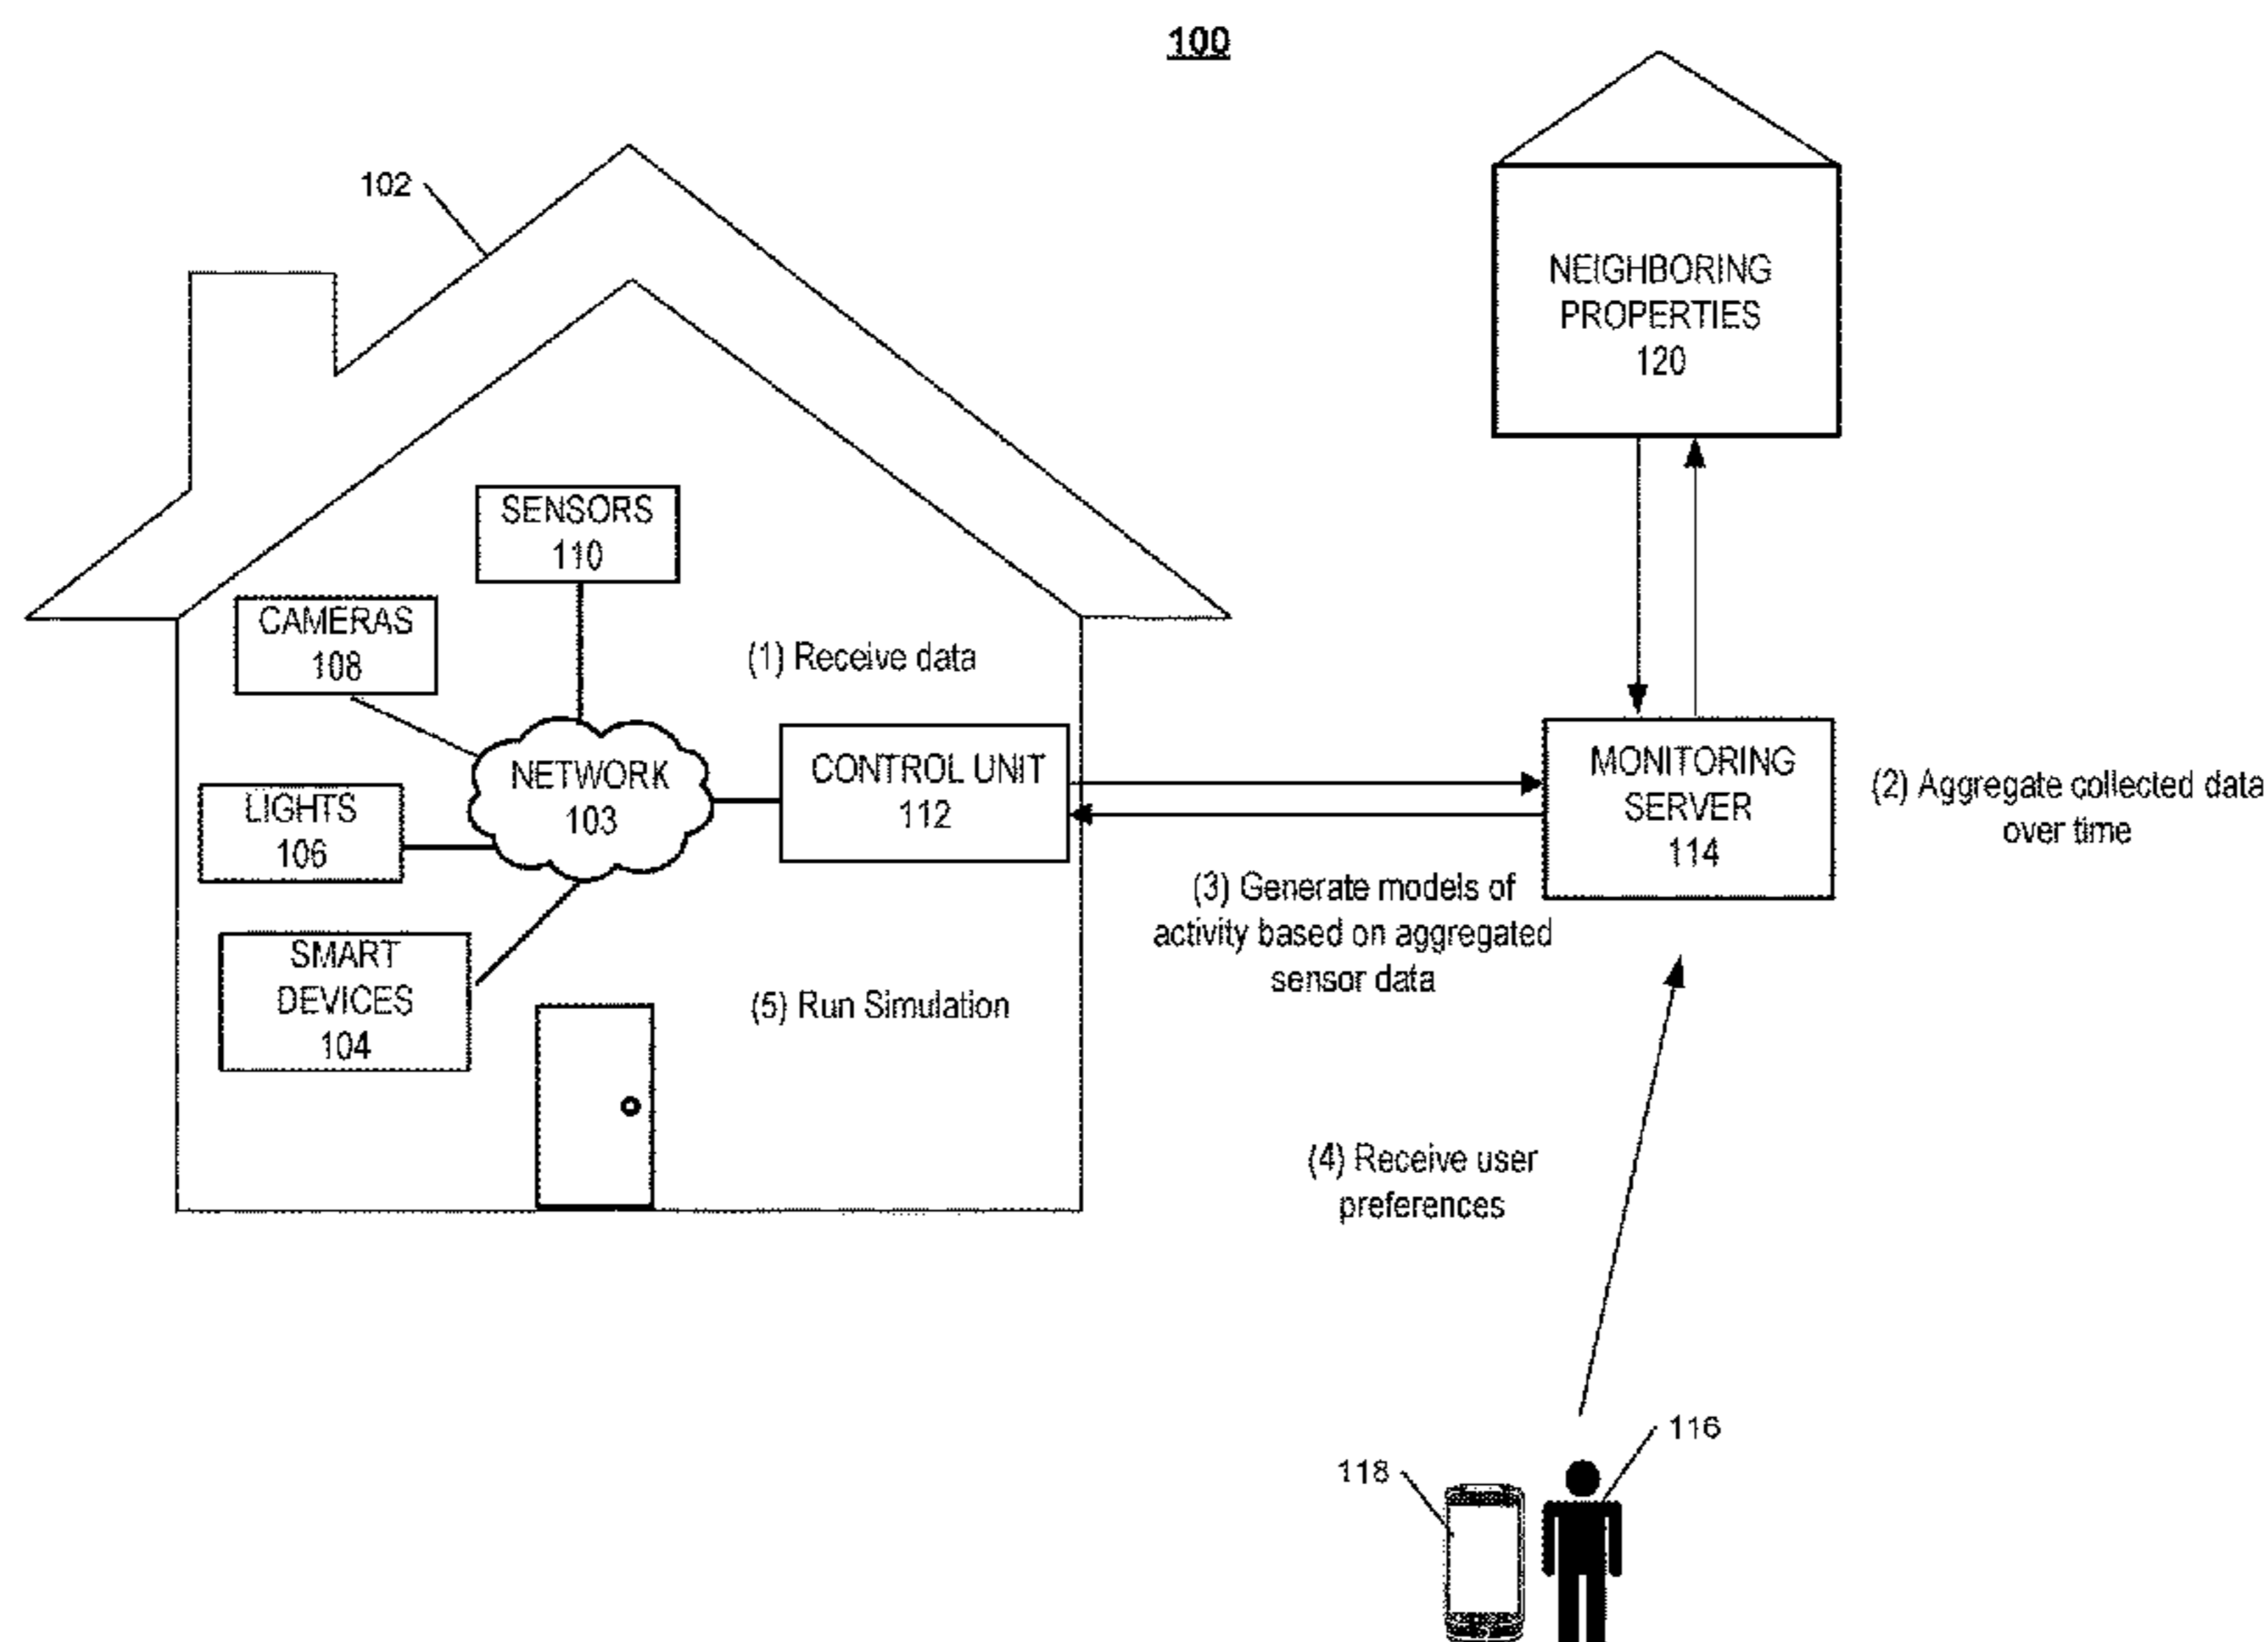 100
102
NEIGHBORING
PROPERTIES
120
SENSORS
110
CAMERAS
108
(1) Receive data
NETWORK
103
CONTROL UNIT
112
MONITORING
SERVER
114
(2) Aggregate collected data
over time
LIGHTS
106
(3) Generate models of
activity based on aggregated
sensor data
SMART
DEVICES
104
(5) Run Simulation
(4) Receive user
preferences
116
118